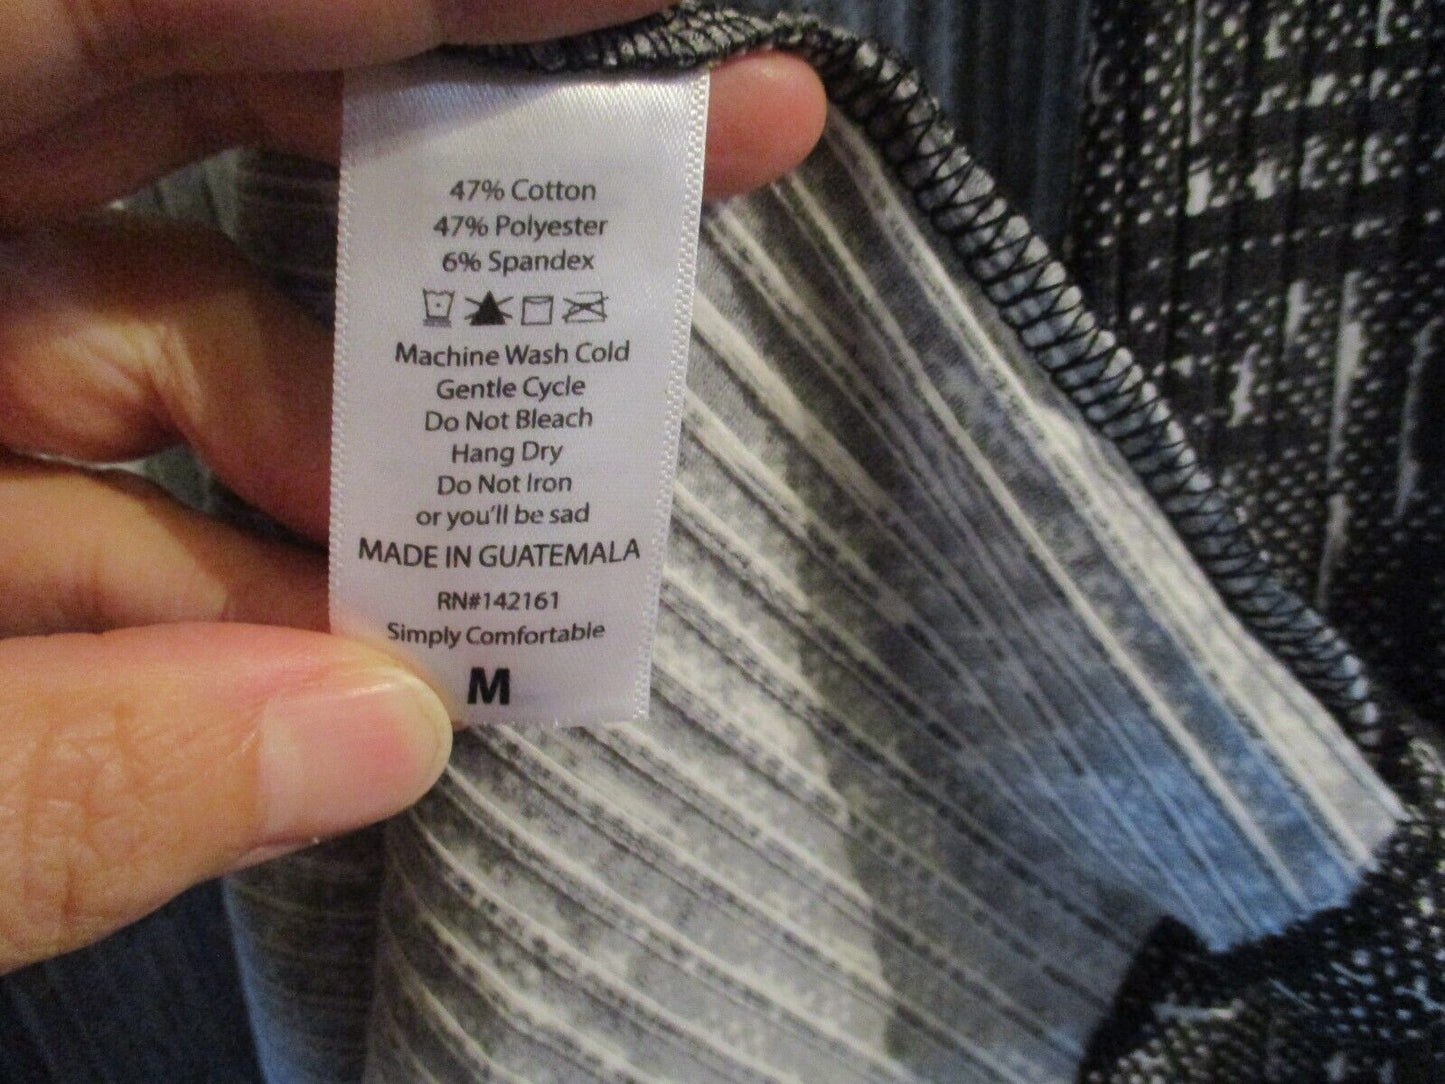 47% Cotton
47% Polyester
6% Spandex
Machine Wash Cold
Gentle Cycle
Do Not Bleach
Hang Dry
Do Not Iron
or you'll be sad
MADE IN GUATEMALA
RN#142161
Simply Comfortable
M